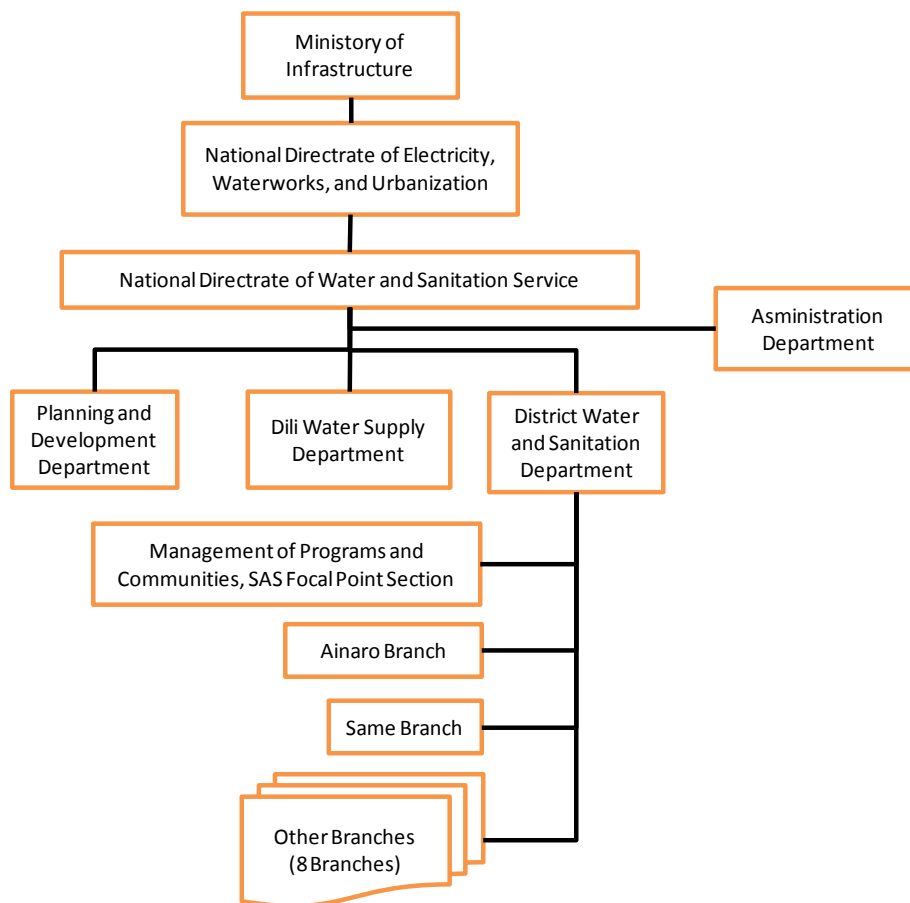 Ministory of
Infrastructure
National Directrate of Electricity,
Waterworks, and Urbanization
National Directrate of Water and Sanitation Service
Asministration
Department
Planning and
Development
Department
Dili Water Supply
Department
District Water
and Sanitation
Department
Management of Programs and
Communities, SAS Focal Point Section
Ainaro Branch
Same Branch
Other Branches
(8 Branches)